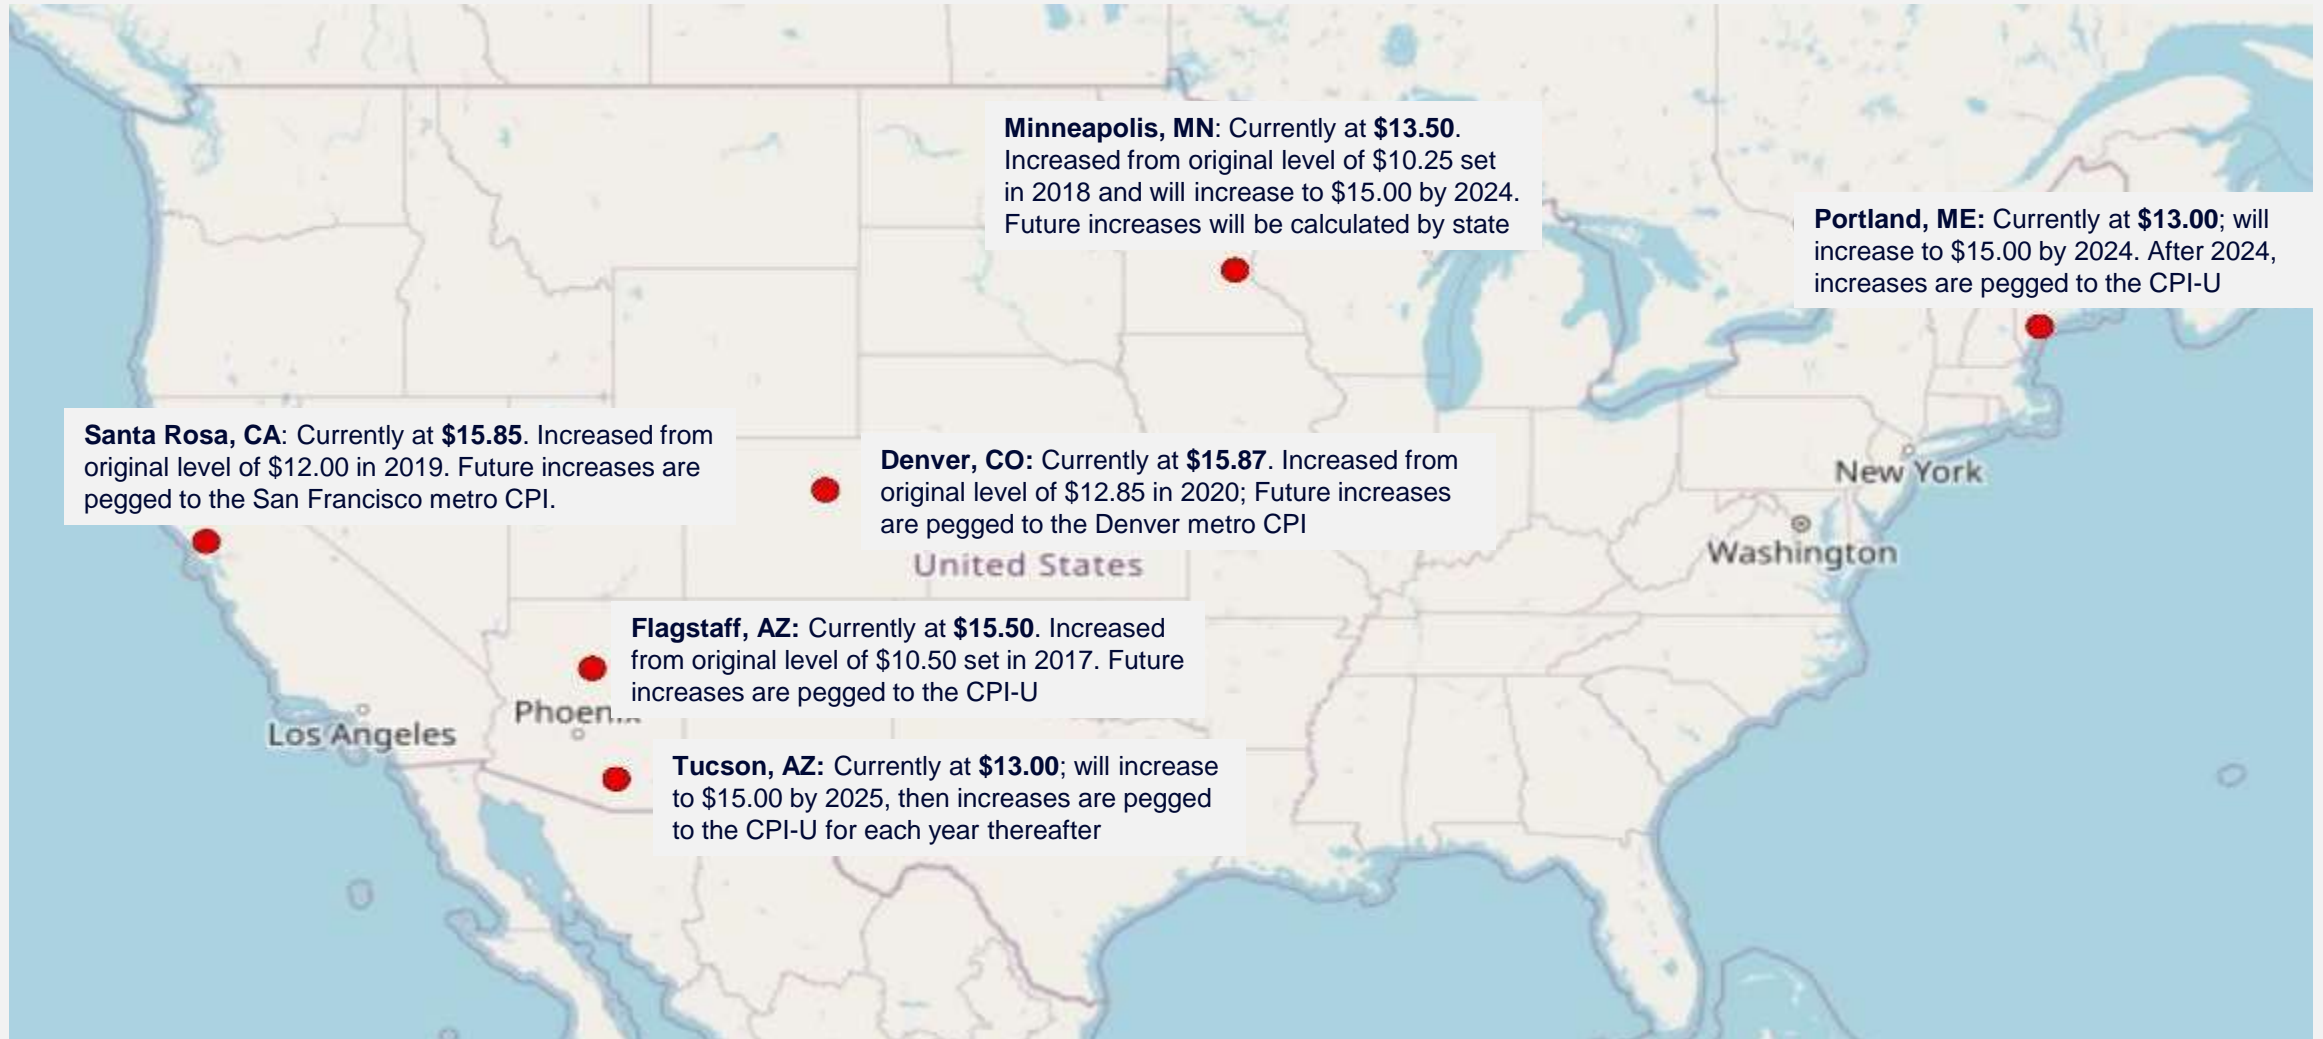 Minneapolis, MN: Currently at $13.50.
Increased from original level of $10.25 set
in 2018 and will increase to $15.00 by 2024.
Future increases will be calculated by state
Portland, ME: Currently at $13.00; will
increase to $15.00 by 2024. After 2024,
increases are pegged to the CPI-U
Santa Rosa, CA: Currently at $15.85. Increased from
original level of $12.00 in 2019. Future increases are
pegged to the San Francisco metro CPI.
Denver, CO: Currently at $15.87. Increased from
original level of $12.85 in 2020; Future increases
are pegged to the Denver metro CPI
New York
Washington
United States
Flagstaff, AZ: Currently at $15.50. Increased
from original level of $10.50 set in 2017. Future
increases are pegged to the CPI-U
Phoenix
Los Angeles
Tucson, AZ: Currently at $13.00; will increase
to $15.00 by 2025, then increases are pegged
to the CPI-U for each year thereafter